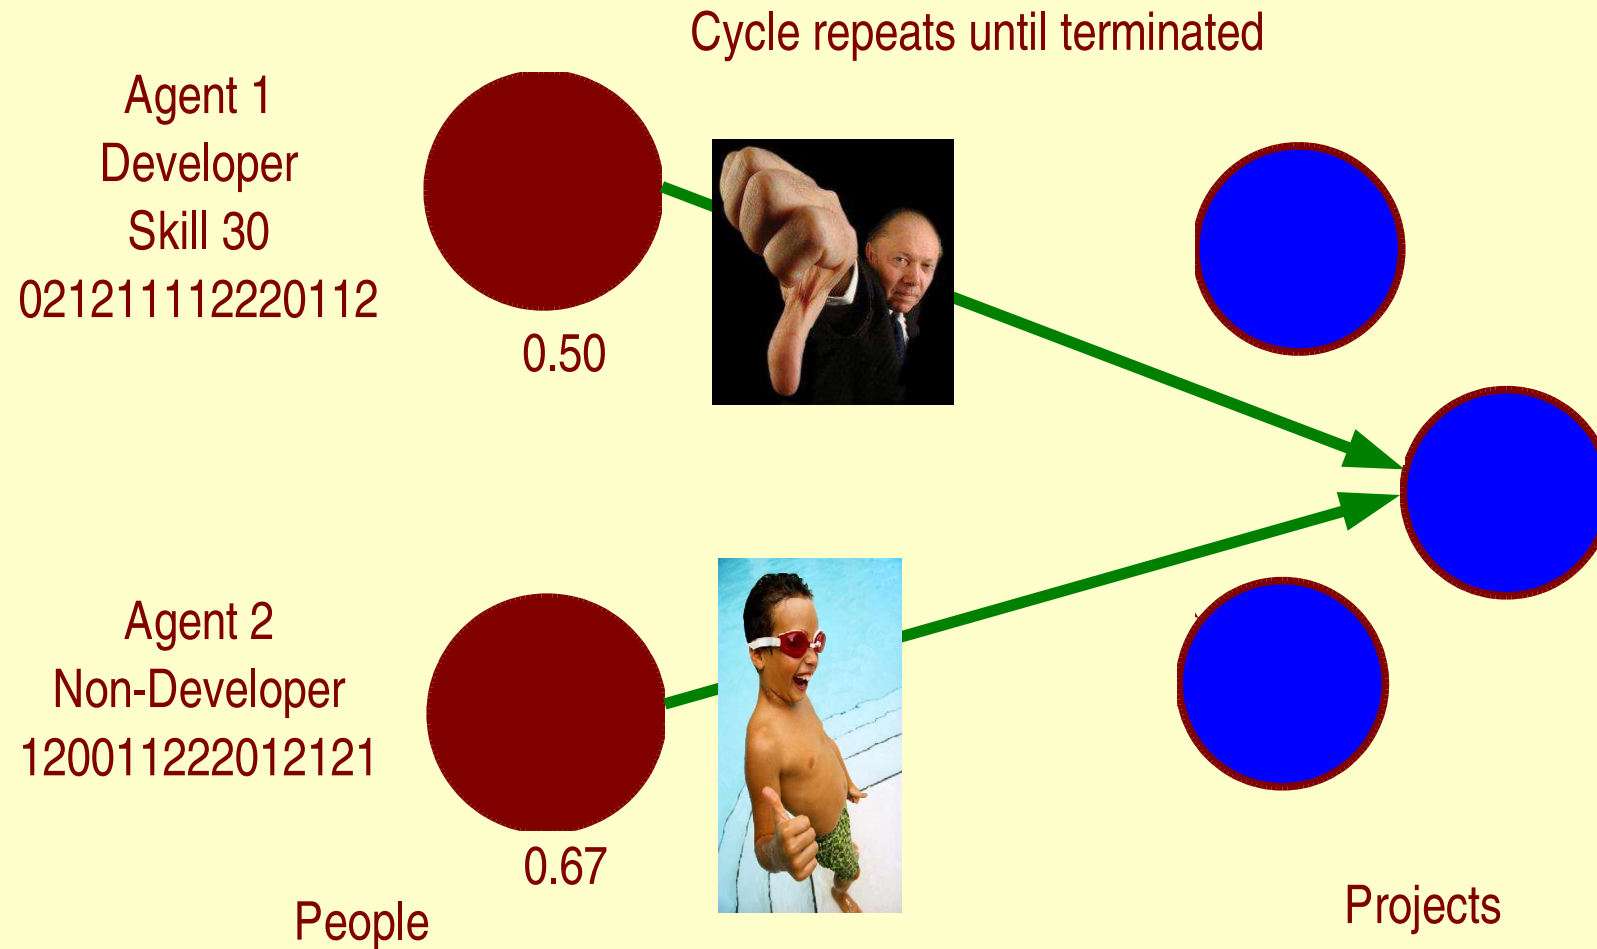 Cycle repeats until terminated
Agent 1
Developer
Skill 30
021211112220112
0.50
Agent 2
Non-Developer
120011222012121
0.67
People
Projects